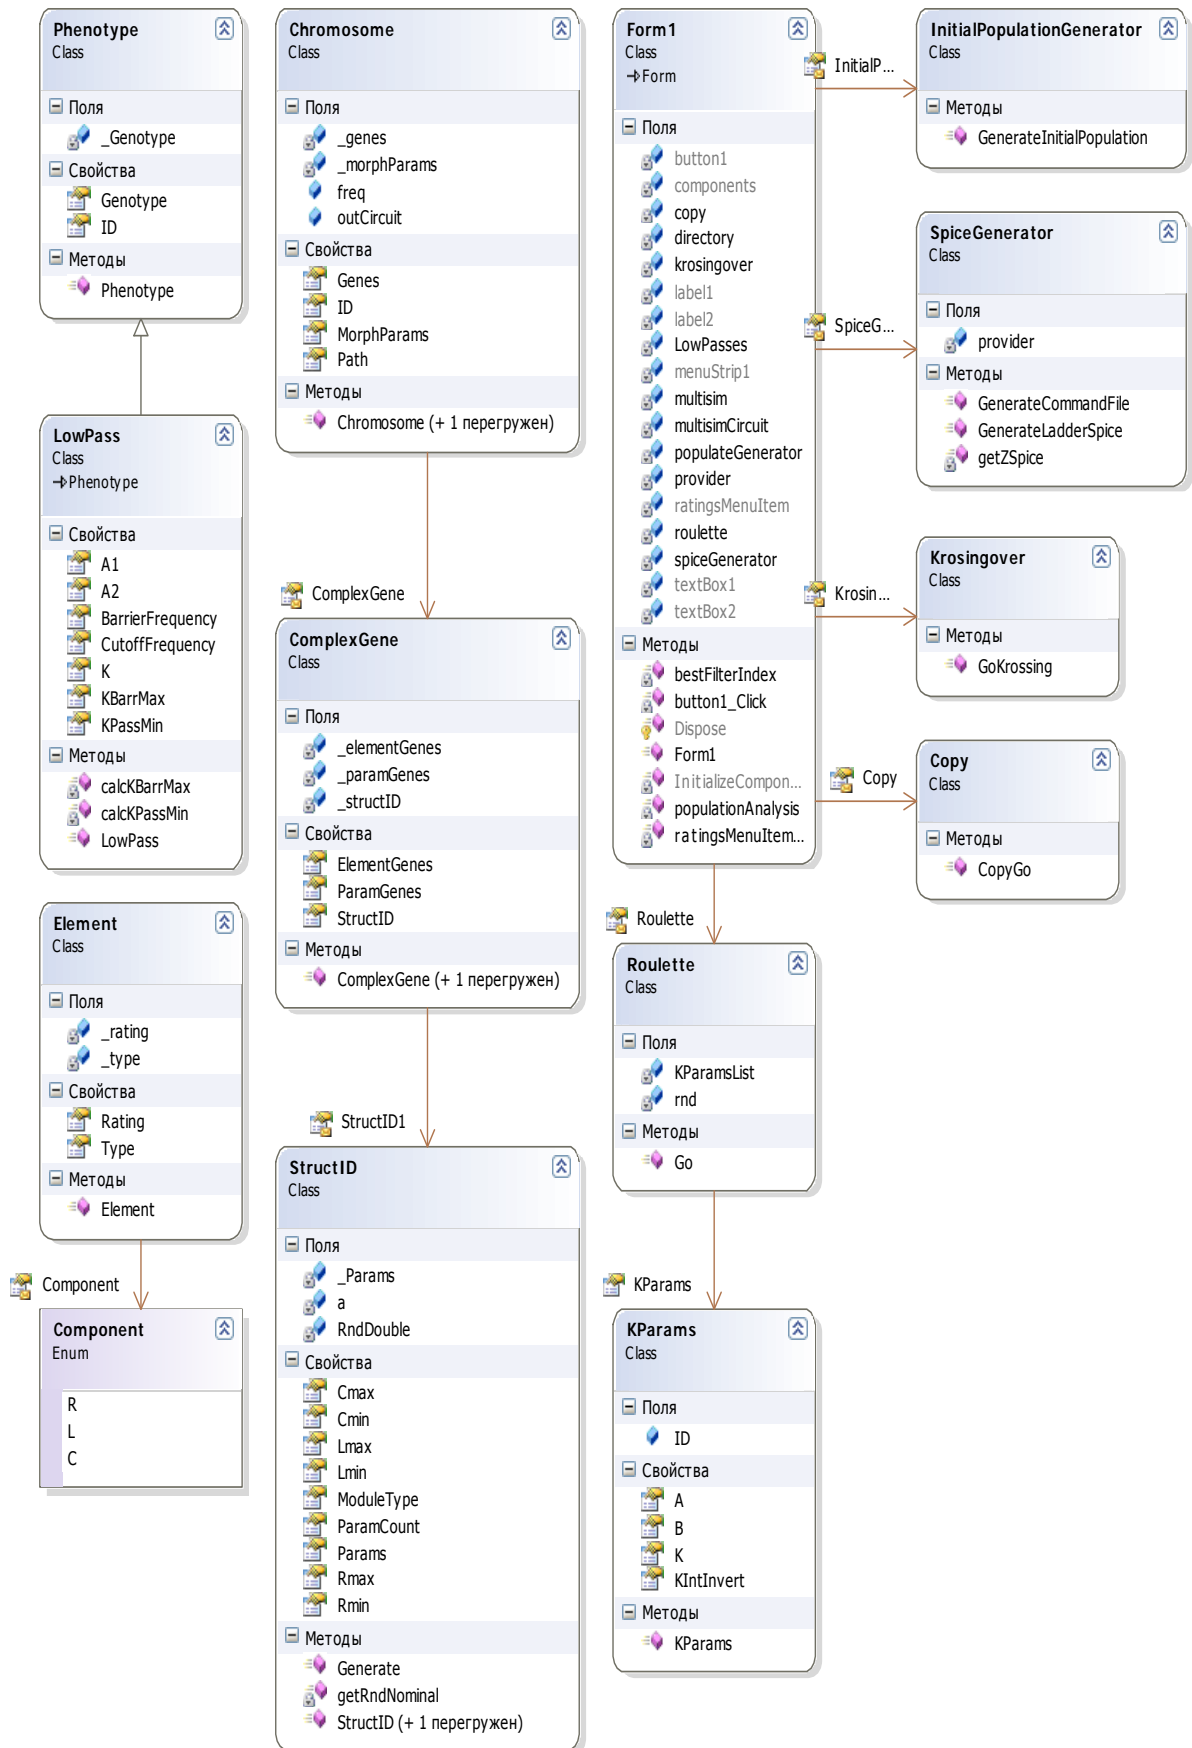 Phenotype
Class
Поля
_Genotype
Свойства
Genotype
ID
Методы
Phenotype
LowPass
Class
Phenotype
Свойства
A1
A2
BarrierFrequency
CutoffFrequency
K
KBarrMax
KPassMin
Методы
calcKBarrMax
calcKPassMin
LowPass
Element
Class
Поля
_rating
_type
Свойства
Rating
Type
Методы
Element
Component
Component
Enum
R
L
C
Chromosome
Class
Поля
_genes
_morphParams
freq
outCircuit
Свойства
Genes
ID
MorphParams
Path
Методы
Chromosome (+ 1 перегружен)
ComplexGene
ComplexGene
Class
Поля
_elementGenes
_paramGenes
_structID
Свойства
ElementGenes
ParamGenes
StructID
Методы
ComplexGene (+ 1 перегружен)
StructID1
StructID
Class
Поля
_Params
a
RndDouble
Свойства
Cmax
Cmin
Lmax
Lmin
ModuleType
ParamCount
Params
Rmax
Rmin
Методы
Generate
getRndNominal
StructID (+ 1 перегружен)
Form1
Class
Form
Поля
button1
components
copy
directory
krosingover
label1
label2
LowPasses
menuStrip1
multisim
multisimCircuit
populateGenerator
provider
ratingsMenuItem
roulette
spiceGenerator
textBox1
textBox2
Методы
bestFilterIndex
button1_Click
Dispose
Form1
InitializeCompon...
populationAnalysis
ratingsMenuItem...
Roulette
Roulette
Class
Поля
KParamsList
rnd
Методы
Go
KParams
KParams
Class
Поля
ID
Свойства
A
B
K
KIntInvert
Методы
KParams
InitialP...
InitialPopulationGenerator
Class
Методы
GenerateInitialPopulation
SpiceG...
SpiceGenerator
Class
Поля
provider
Методы
GenerateCommandFile
GenerateLadderSpice
getZSpice
Krosin...
Krosingover
Class
Методы
GoKrossing
Copy
Copy
Class
Методы
CopyGo